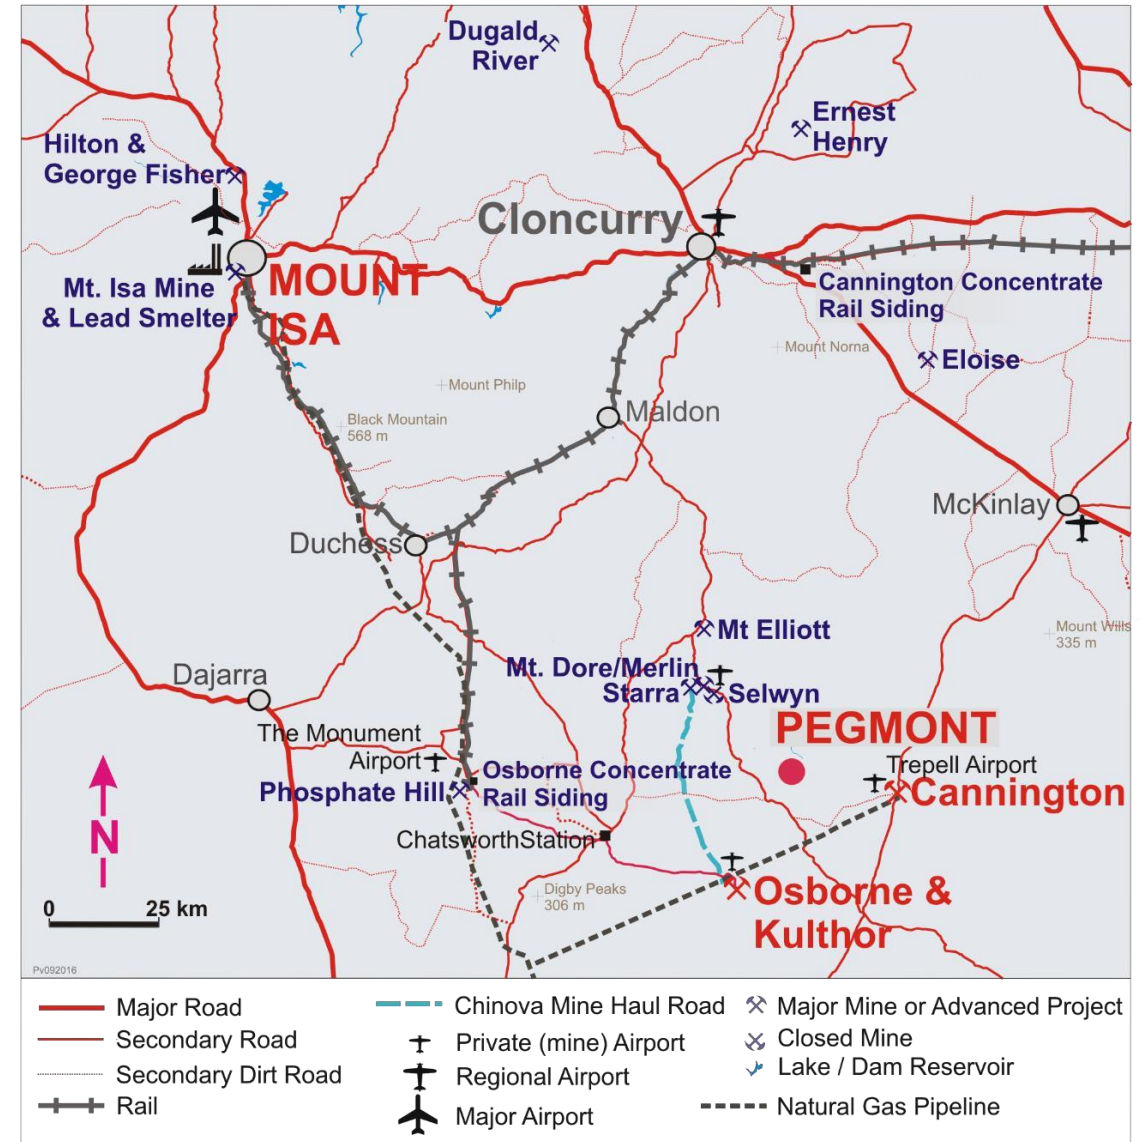 Dugald
River
Ernest
Henry
Hilton &
George Fisher
Cloncurry
MOUNT
ISA
Mt. Isa Mine
& Lead Smelter
Cannington Concentrate
Rail Siding
Mount Norna
Eloise
Mount Philp
Maldon
Black Mountain
568 m
McKinlay
Duchess
Mt Elliott
Mount Wills
335 m
Mt. Dore/Merlin
Starra
Selwyn
Dajarra
PEGMONT
The Monument
Airport
Trepell Airport
Osborne Concentrate
Rail Siding
Phosphate Hill
Cannington
N
ChatsworthStation
Digby Peaks
306 m
Osborne &
Kulthor
0 25 km
Pv092016
Major Road
Secondary Road
Secondary Dirt Road
Rail
Chinova Mine Haul Road
Private (mine) Airport
Regional Airport
Major Airport
Major Mine or Advanced Project
Closed Mine
Lake / Dam Reservoir
Natural Gas Pipeline